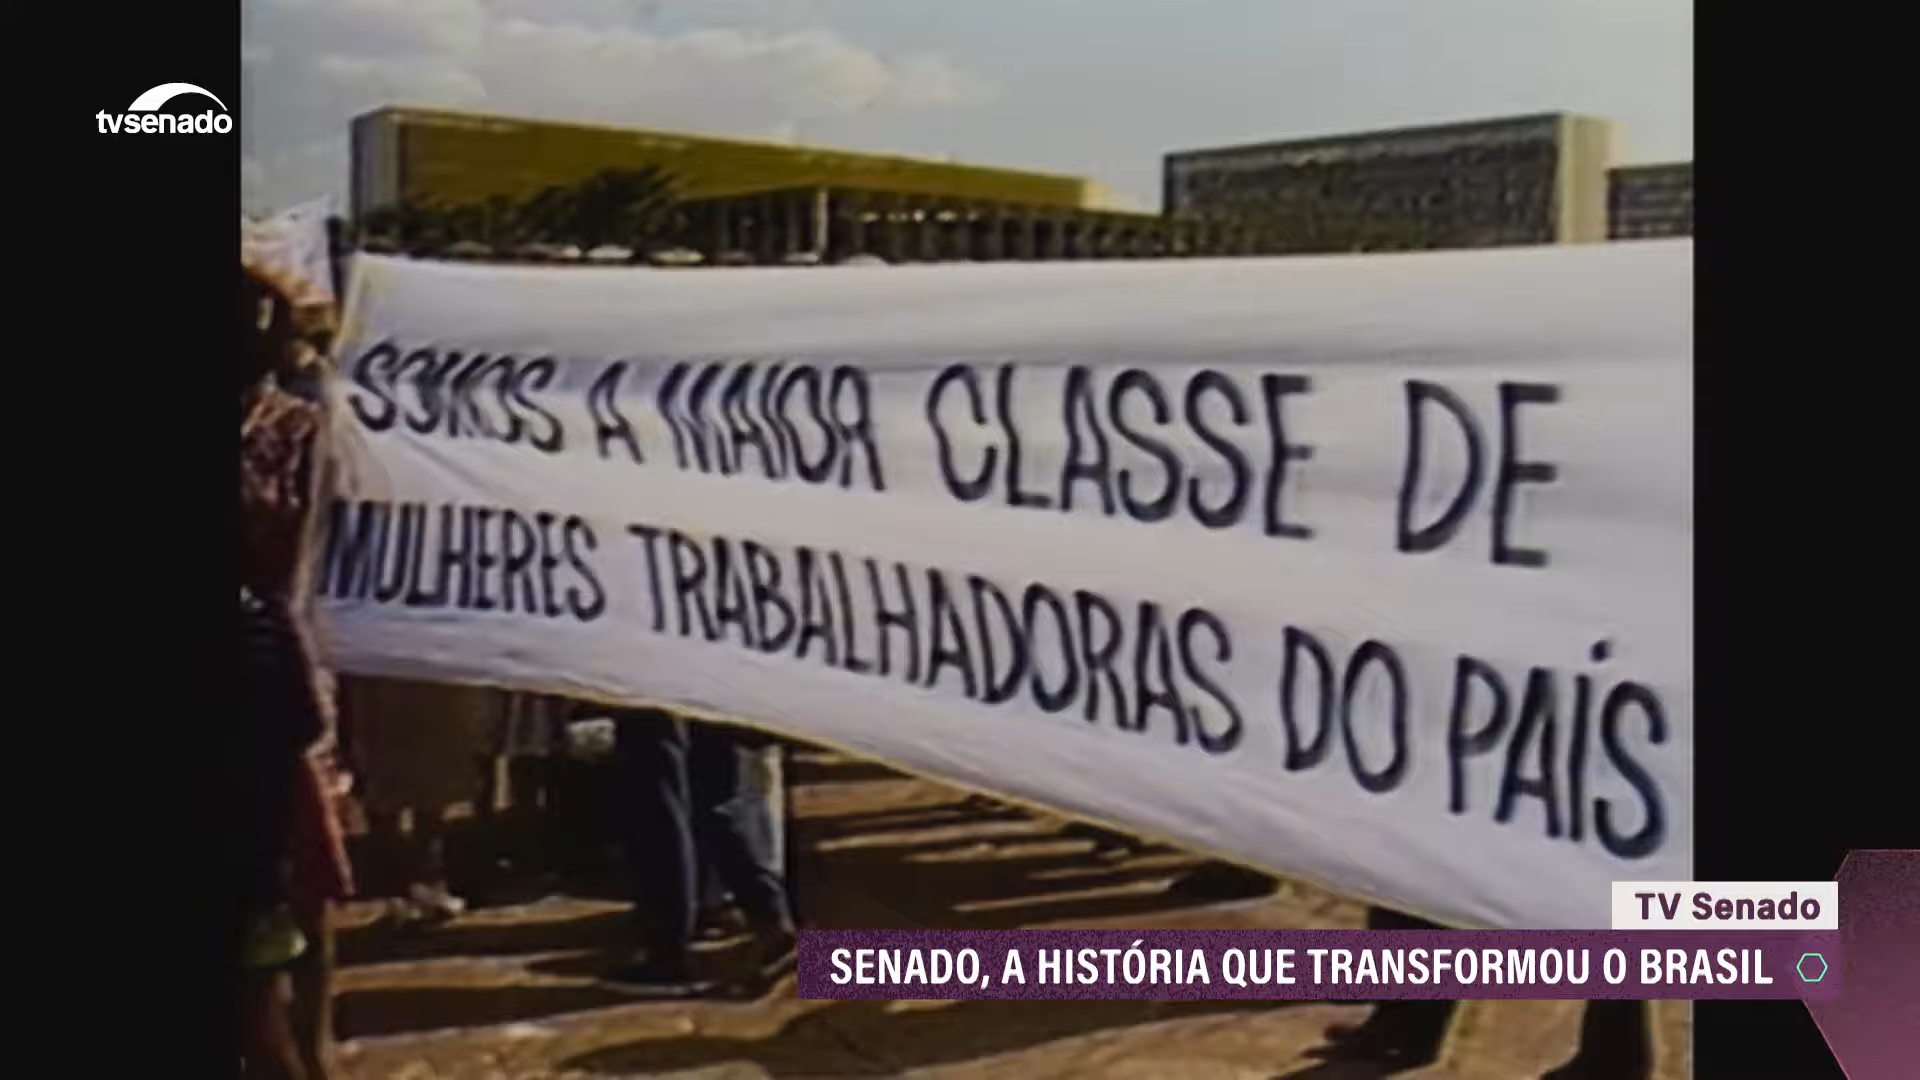 tvsenado
SOMOS A MAIOR CLASSE DE
MULHERES TRABALHADORAS DO PAÍS
TV Senado
SENADO, A HISTÓRIA QUE TRANSFORMOU O BRASIL